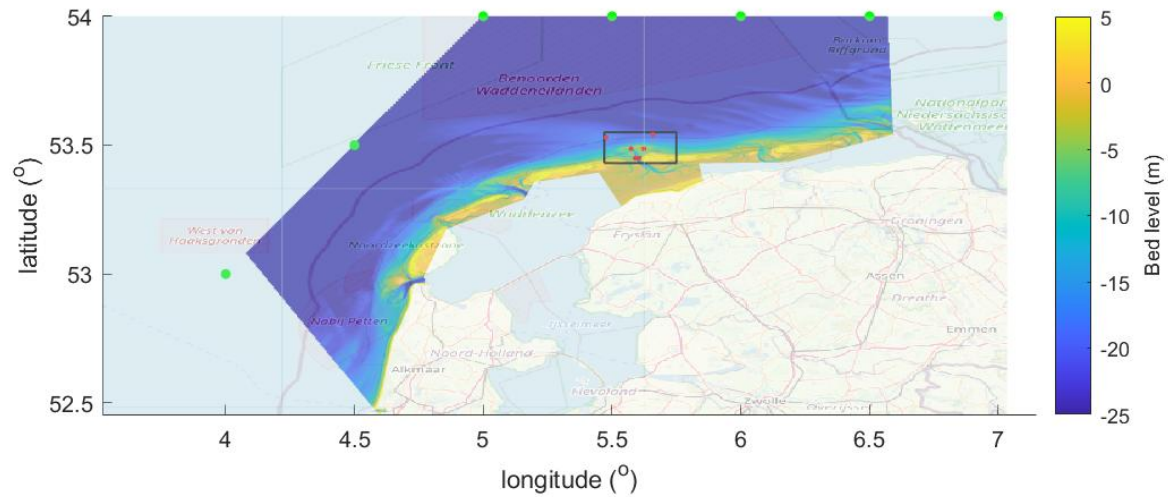 54
53.5
53
52.5
latitude (°)
4
4.5
5
5.5
6
6.5
7
longitude (°)
5
0
-5
-10
-15
-20
-25
Bed level (m)
Friese Front
Benoorden
Waddeneilanden
Borkum
Riffgrund
Nationalpark
Niedersächsisches
Wattenmeer
West van
Haaksgronden
Noordzeekustzone
Waddenzee
Nabij Petten
Fryslân
Groningen
Assen
Drenthe
Emmen
IJsselmeer
Noord-Holland
Alkmaar
Flevoland
Zwolle
Overijssel